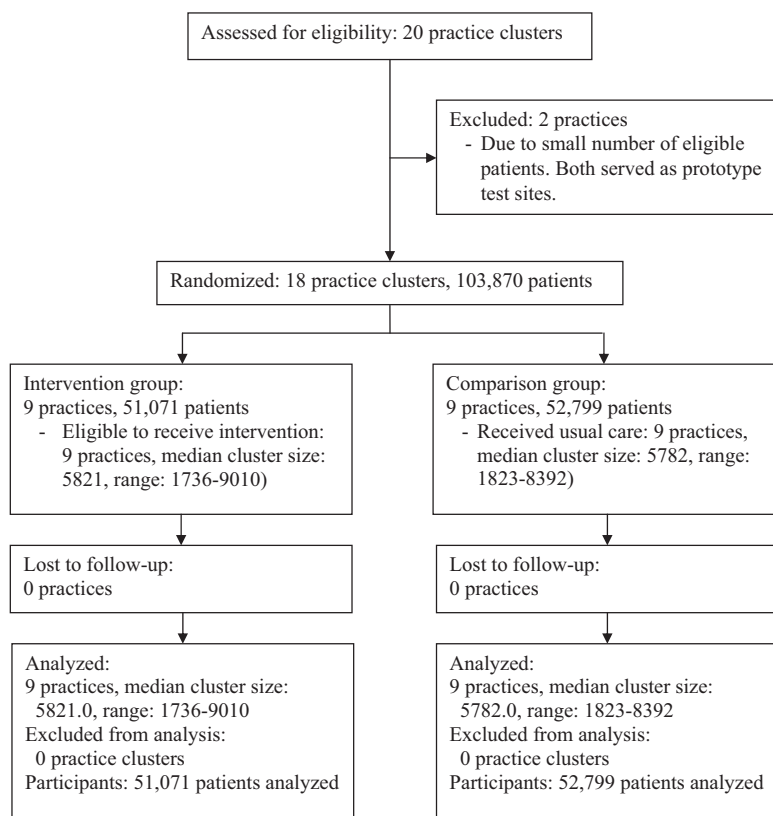 Assessed for eligibility: 20 practice clusters
Excluded: 2 practices
- Due to small number of eligible
patients. Both served as prototype
test sites.
Randomized: 18 practice clusters, 103,870 patients
Intervention group:
9 practices, 51,071 patients
- Eligible to receive intervention:
9 practices, median cluster size:
5821, range: 1736-9010)
Comparison group:
9 practices, 52,799 patients
- Received usual care: 9 practices,
median cluster size: 5782, range:
1823-8392)
Lost to follow-up:
0 practices
Lost to follow-up:
0 practices
Analyzed:
9 practices, median cluster size:
5821.0, range: 1736-9010
Excluded from analysis:
0 practice clusters
Participants: 51,071 patients analyzed
Analyzed:
9 practices, median cluster size:
5782.0, range: 1823-8392
Excluded from analysis:
0 practice clusters
Participants: 52,799 patients analyzed